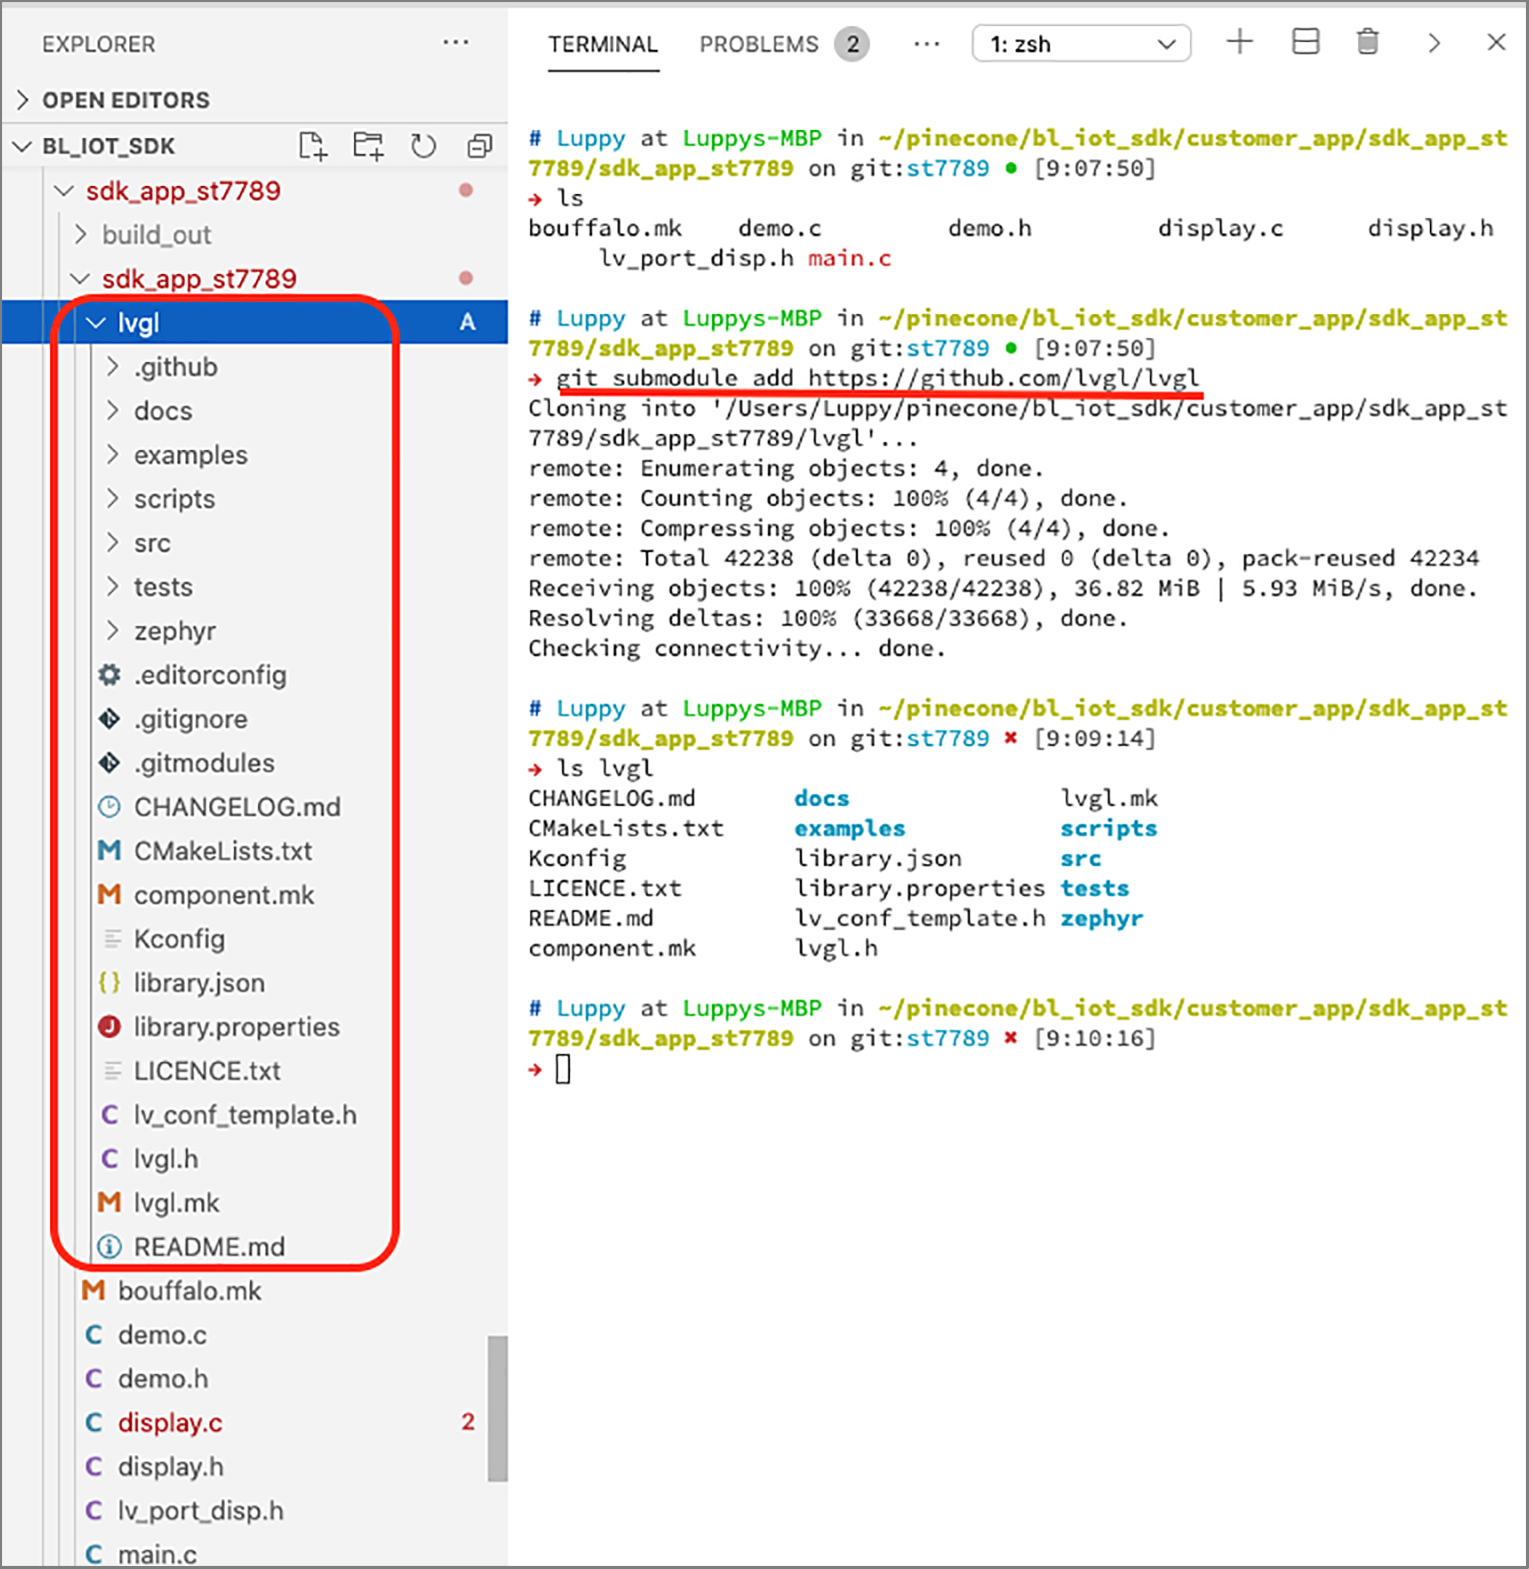 EXPLORER
OPEN EDITORS
BL_IOT_SDK
sdk_app_st7789
build_out
sdk_app_st7789
lvgl A
.github
docs
examples
scripts
src
tests
zephyr
.editorconfig
.gitignore
.gitmodules
CHANGELOG.md
M CMakeLists.txt
M component.mk
Kconfig
{} library.json
J library.properties
LICENCE.txt
C lv_conf_template.h
C lvgl.h
M lvgl.mk
README.md
M bouffalo.mk
C demo.c
C demo.h
C display.c 2
C display.h
C lv_port_disp.h
C main.c
TERMINAL PROBLEMS 2 ··· 1: zsh
# Luppy at Luppys-MBP in ~/pinecone/bl_iot_sdk/customer_app/sdk_app_st
7789/sdk_app_st7789 on git:st7789 ● [9:07:50]
→ ls
bouffalo.mk demo.c demo.h display.c display.h
lv_port_disp.h main.c
# Luppy at Luppys-MBP in ~/pinecone/bl_iot_sdk/customer_app/sdk_app_st
7789/sdk_app_st7789 on git:st7789 ● [9:07:50]
→ git submodule add https://github.com/lvgl/lvgl
Cloning into '/Users/Luppy/pinecone/bl_iot_sdk/customer_app/sdk_app_st
7789/sdk_app_st7789/lvgl'...
remote: Enumerating objects: 4, done.
remote: Counting objects: 100% (4/4), done.
remote: Compressing objects: 100% (4/4), done.
remote: Total 42238 (delta 0), reused 0 (delta 0), pack-reused 42234
Receiving objects: 100% (42238/42238), 36.82 MiB | 5.93 MiB/s, done.
Resolving deltas: 100% (33668/33668), done.
Checking connectivity... done.
# Luppy at Luppys-MBP in ~/pinecone/bl_iot_sdk/customer_app/sdk_app_st
7789/sdk_app_st7789 on git:st7789 ✖ [9:09:14]
→ ls lvgl
CHANGELOG.md docs lvgl.mk
CMakeLists.txt examples scripts
Kconfig library.json src
LICENCE.txt library.properties tests
README.md lv_conf_template.h zephyr
component.mk lvgl.h
# Luppy at Luppys-MBP in ~/pinecone/bl_iot_sdk/customer_app/sdk_app_st
7789/sdk_app_st7789 on git:st7789 ✖ [9:10:16]
→